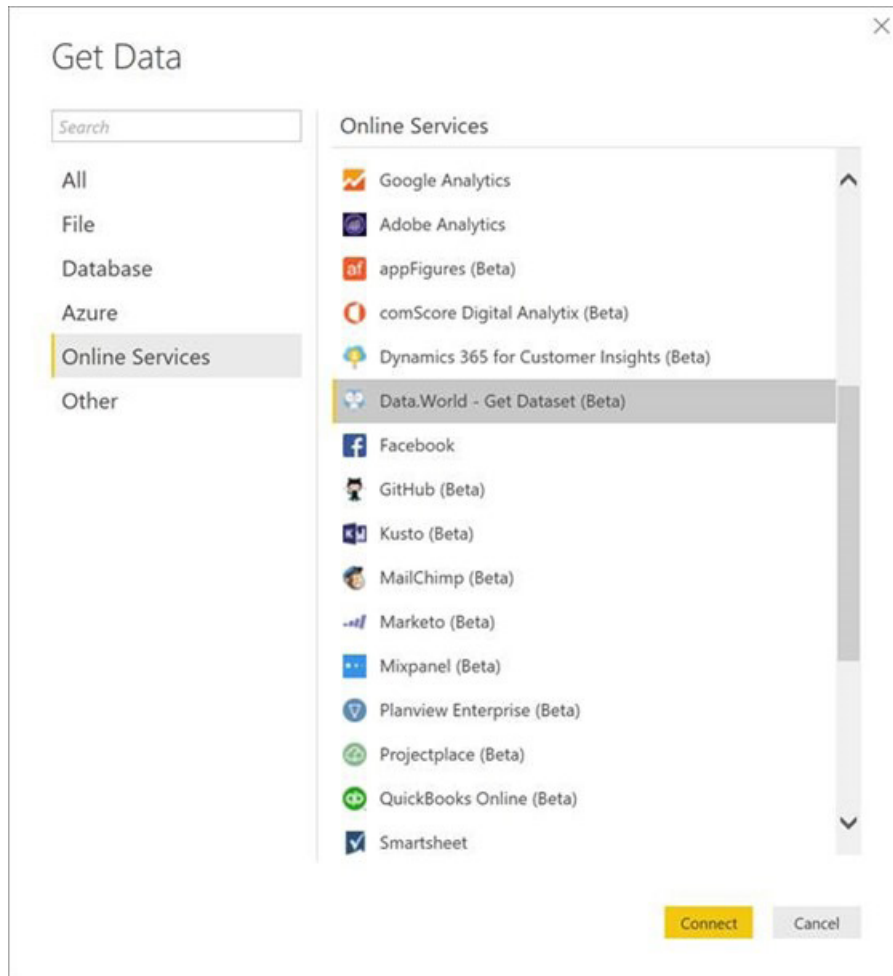 Get Data
Search
All
File
Database
Azure
Online Services
Other
Online Services
Google Analytics
Adobe Analytics
af
appFigures (Beta)
comScore Digital Analytix (Beta)
Dynamics 365 for Customer Insights (Beta)
Data.World - Get Dataset (Beta)
Facebook
GitHub (Beta)
Kusto (Beta)
MailChimp (Beta)
Marketo (Beta)
Mixpanel (Beta)
Planview Enterprise (Beta)
Projectplace (Beta)
qb
QuickBooks Online (Beta)
Smartsheet
Connect
Cancel